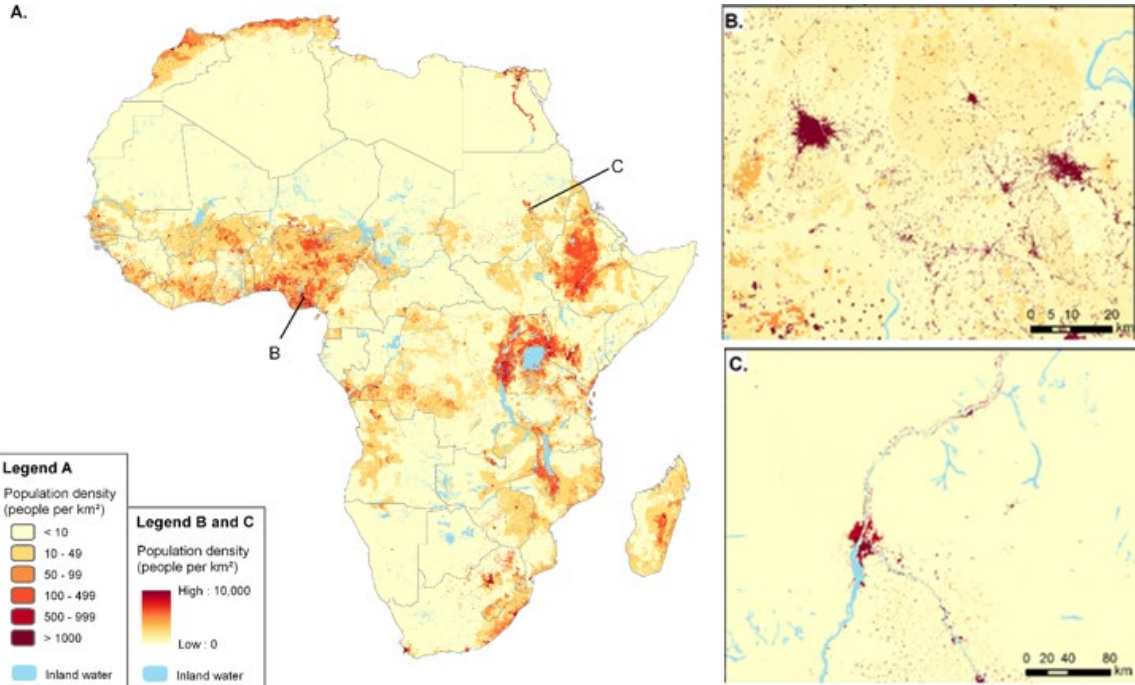 A.
C
B
Legend A
Population density
(people per km²)
< 10
10 - 49
50 - 99
100 - 499
500 - 999
> 1000
Inland water
Legend B and C
Population density
(people per km²)
High : 10,000
Low : 0
Inland water
B.
0 5 10 20
km
C.
0 20 40 80
km